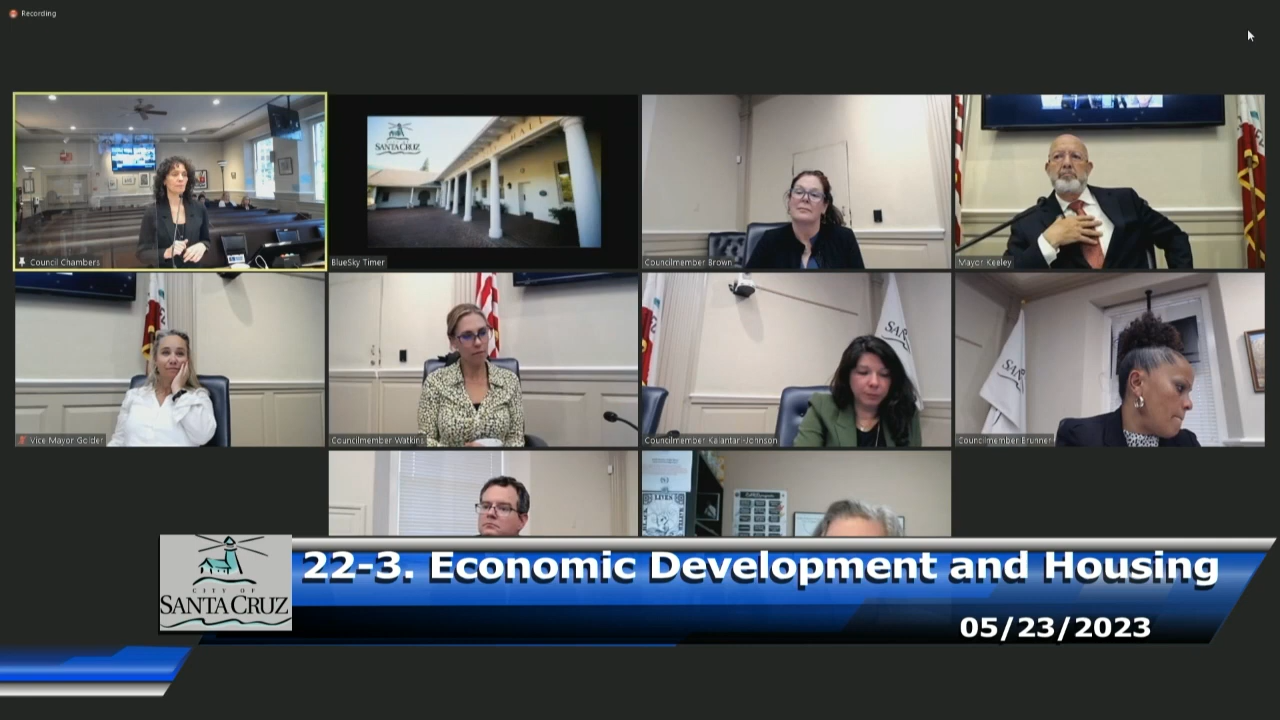 Recording
SANTA CRUZ
Council Chambers
BlueSky Timer
Councilmember Brown
Mayor Keeley
Vice Mayor Golder
Councilmember Watkins
Councilmember Kalantari-Johnson
Councilmember Brunner
22-3. Economic Development and Housing
CITY OF
SANTA CRUZ
05/23/2023